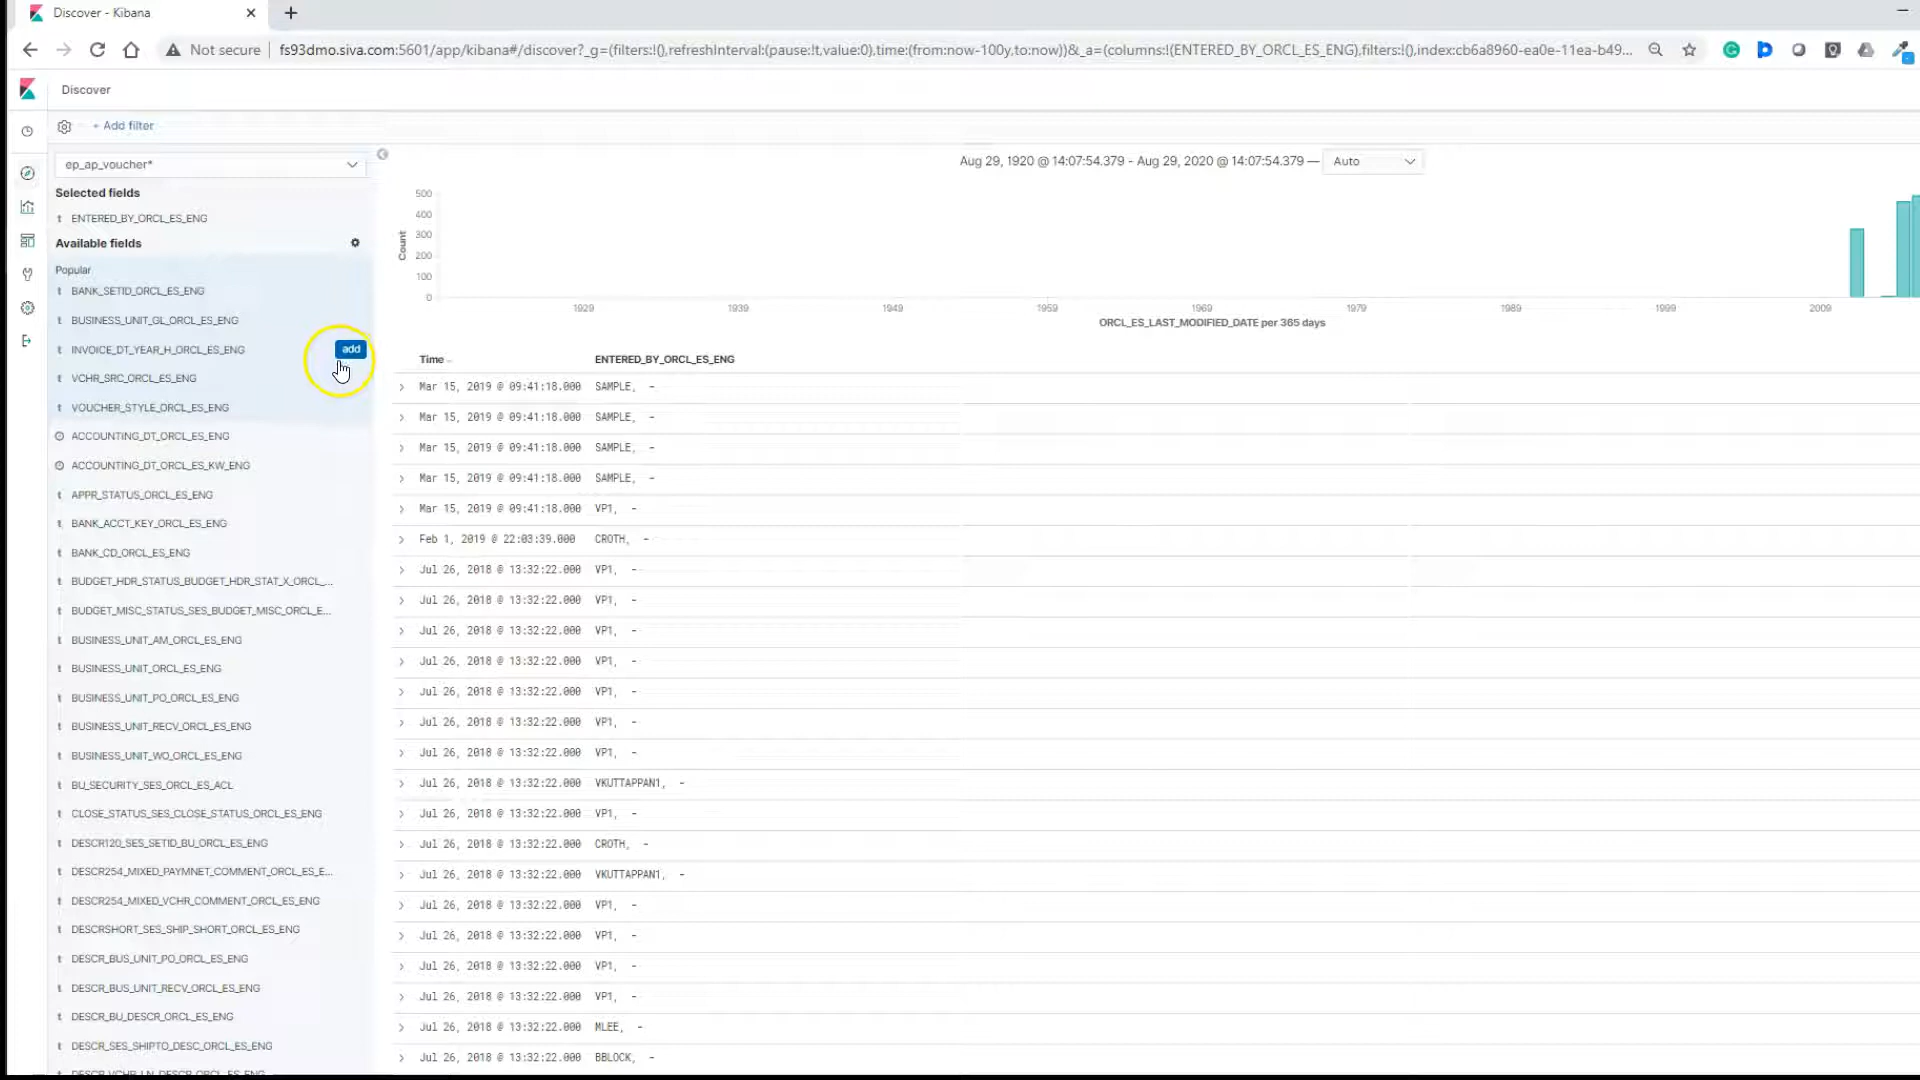 Discover - Kibana
Not secure
fs93dmo.siva.com:5601/app/kibana#/discover?_g=(filters:!(),refreshInterval:(pause:!t,value:0),time:(from:now-100y,to:now))&_a=(columns:!(ENTERED_BY_ORCL_ES_ENG),filters:!(),index:cb6a8960-ea0e-11ea-b49...
Discover
+ Add filter
ep_ap_voucher*
Selected fields
t ENTERED_BY_ORCL_ES_ENG
Available fields
Popular
t BANK_SETID_ORCL_ES_ENG
t BUSINESS_UNIT_GL_ORCL_ES_ENG
t INVOICE_DT_YEAR_H_ORCL_ES_ENG
add
t VCHR_SRC_ORCL_ES_ENG
t VOUCHER_STYLE_ORCL_ES_ENG
ACCOUNTING_DT_ORCL_ES_ENG
ACCOUNTING_DT_ORCL_ES_KW_ENG
t APPR_STATUS_ORCL_ES_ENG
t BANK_ACCT_KEY_ORCL_ES_ENG
t BANK_CD_ORCL_ES_ENG
t BUDGET_HDR_STATUS_BUDGET_HDR_STAT_X_ORCL_...
t BUDGET_MISC_STATUS_SES_BUDGET_MISC_ORCL_E...
t BUSINESS_UNIT_AM_ORCL_ES_ENG
t BUSINESS_UNIT_ORCL_ES_ENG
t BUSINESS_UNIT_PO_ORCL_ES_ENG
t BUSINESS_UNIT_RECV_ORCL_ES_ENG
t BUSINESS_UNIT_WO_ORCL_ES_ENG
t BU_SECURITY_SES_ORCL_ES_ACL
t CLOSE_STATUS_SES_CLOSE_STATUS_ORCL_ES_ENG
t DESCR120_SES_SETID_BU_ORCL_ES_ENG
t DESCR254_MIXED_PAYMNET_COMMENT_ORCL_ES_E...
t DESCR254_MIXED_VCHR_COMMENT_ORCL_ES_ENG
t DESCRSHORT_SES_SHIP_SHORT_ORCL_ES_ENG
t DESCR_BUS_UNIT_PO_ORCL_ES_ENG
t DESCR_BUS_UNIT_RECV_ORCL_ES_ENG
t DESCR_BU_DESCR_ORCL_ES_ENG
t DESCR_SES_SHIPTO_DESC_ORCL_ES_ENG
t DESCR_VCHR_LN_DESCR_ORCL_ES_ENG
Aug 29, 1920 @ 14:07:54.379 - Aug 29, 2020 @ 14:07:54.379 —
Auto
Count
500
400
300
200
100
0
1929 1939 1949 1959 1969 1979 1989 1999 2009
ORCL_ES_LAST_MODIFIED_DATE per 365 days
Time ENTERED_BY_ORCL_ES_ENG
Mar 15, 2019 @ 09:41:18.000 SAMPLE, -
Mar 15, 2019 @ 09:41:18.000 SAMPLE, -
Mar 15, 2019 @ 09:41:18.000 SAMPLE, -
Mar 15, 2019 @ 09:41:18.000 SAMPLE, -
Mar 15, 2019 @ 09:41:18.000 VP1, -
Feb 1, 2019 @ 22:03:39.000 CROTH, -
Jul 26, 2018 @ 13:32:22.000 VP1, -
Jul 26, 2018 @ 13:32:22.000 VP1, -
Jul 26, 2018 @ 13:32:22.000 VP1, -
Jul 26, 2018 @ 13:32:22.000 VP1, -
Jul 26, 2018 @ 13:32:22.000 VP1, -
Jul 26, 2018 @ 13:32:22.000 VP1, -
Jul 26, 2018 @ 13:32:22.000 VP1, -
Jul 26, 2018 @ 13:32:22.000 VKUTTAPPAN1, -
Jul 26, 2018 @ 13:32:22.000 VP1, -
Jul 26, 2018 @ 13:32:22.000 CROTH, -
Jul 26, 2018 @ 13:32:22.000 VKUTTAPPAN1, -
Jul 26, 2018 @ 13:32:22.000 VP1, -
Jul 26, 2018 @ 13:32:22.000 VP1, -
Jul 26, 2018 @ 13:32:22.000 VP1, -
Jul 26, 2018 @ 13:32:22.000 VP1, -
Jul 26, 2018 @ 13:32:22.000 MLEE, -
Jul 26, 2018 @ 13:32:22.000 BBLOCK, -